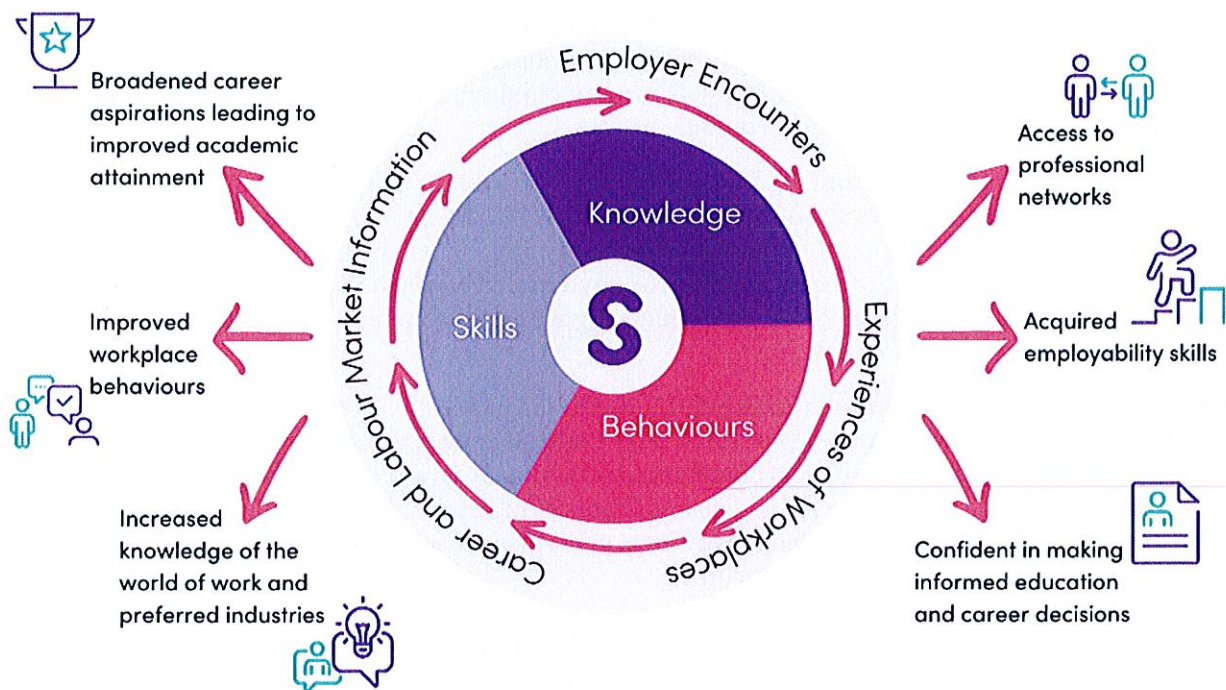 Broadened career
aspirations leading to
improved academic
attainment
Improved
workplace
behaviours
Increased
knowledge of the
world of work and
preferred industries
Employer Encounters
Experiences of Workplaces
Career and Labour Market Information
Knowledge
Skills
S
Behaviours
Access to
professional
networks
Acquired
employability skills
Confident in making
informed education
and career decisions